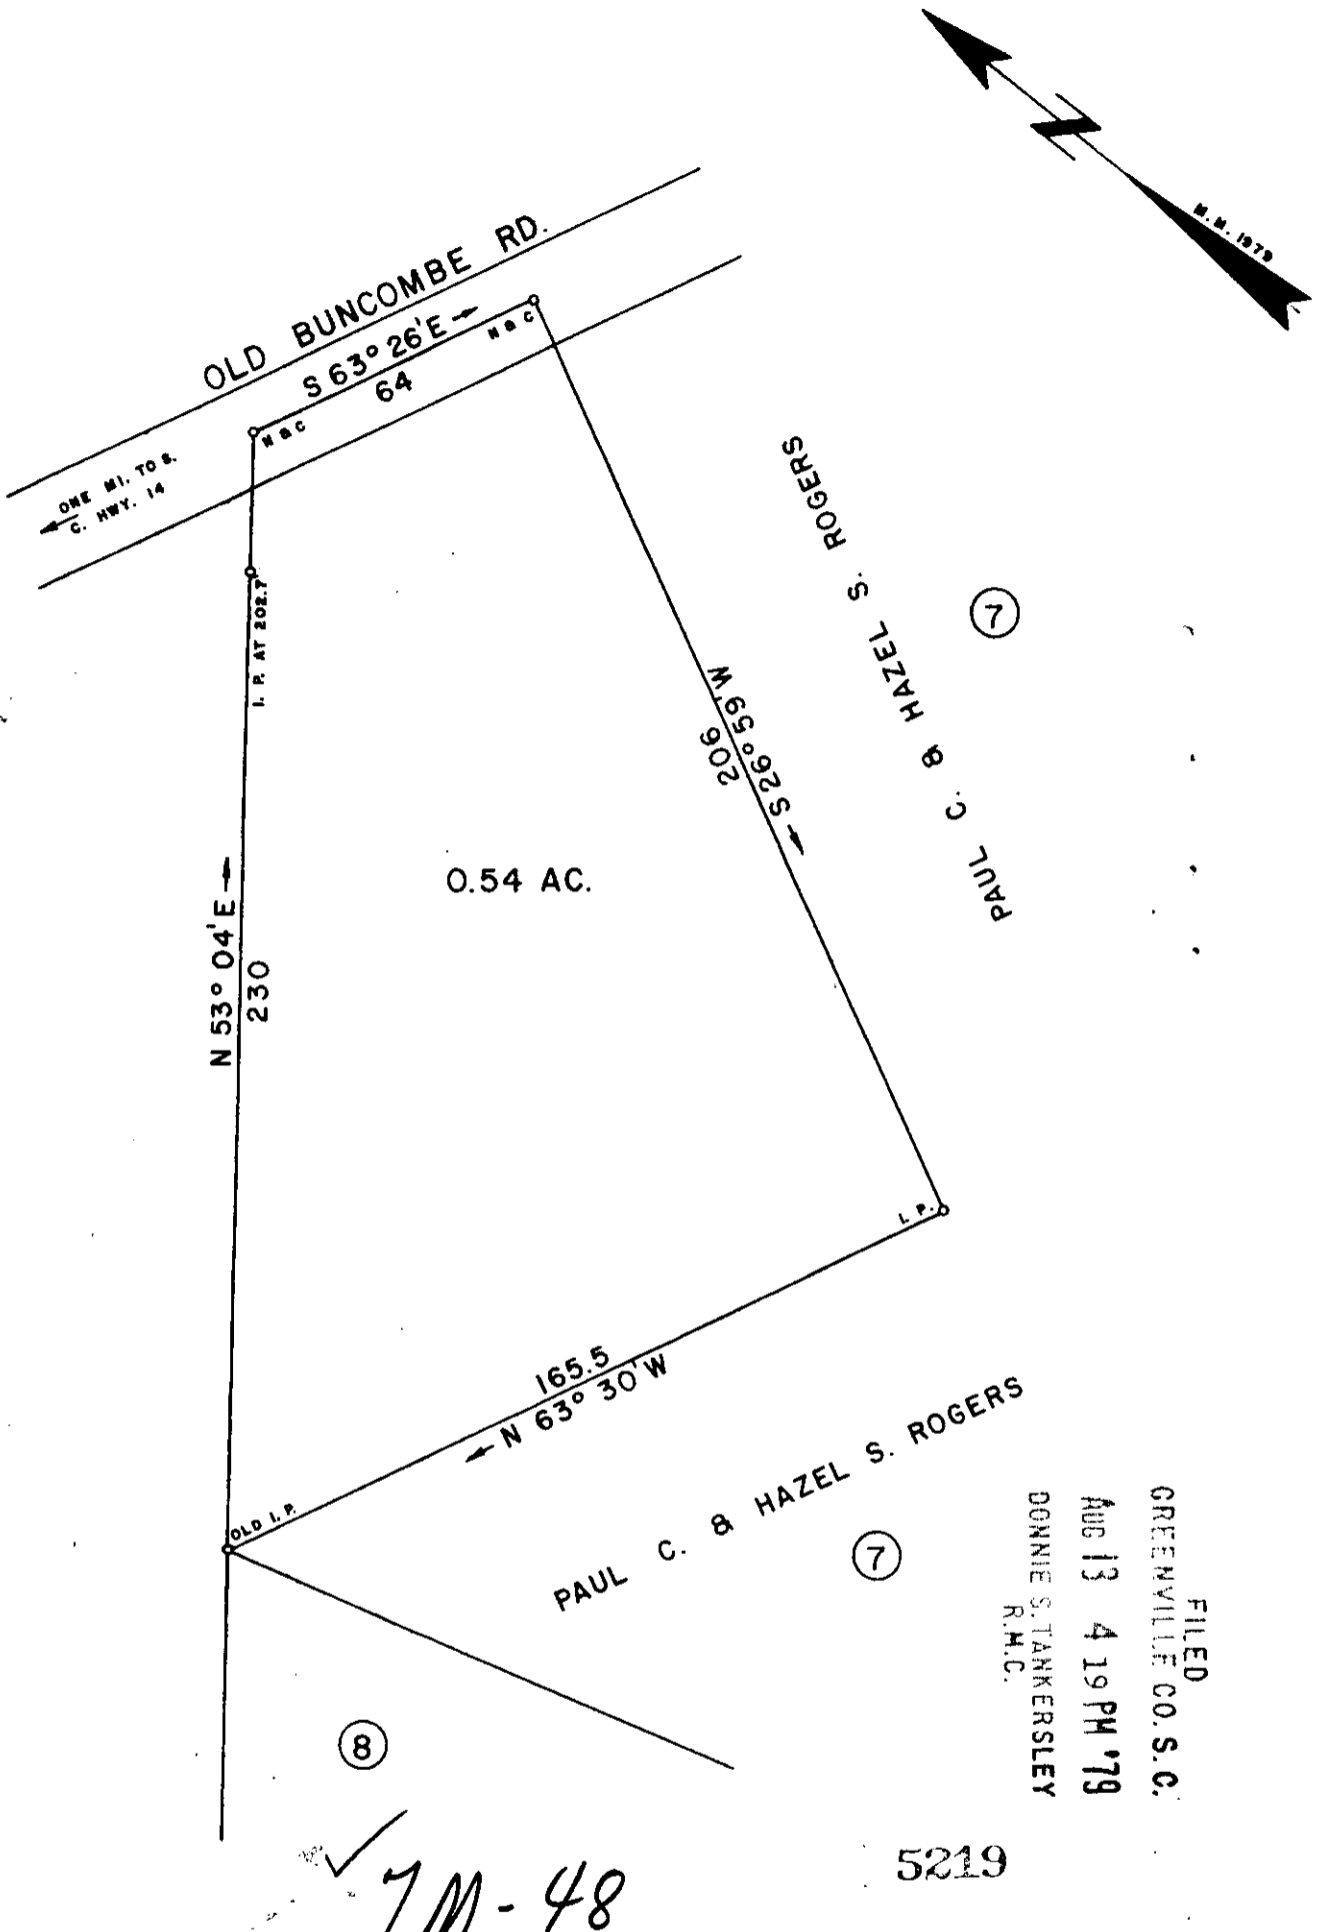 M.M. 1979
OLD BUNCOMBE RD.
S 63° 26' E
64
N & C
N & C
ONE MI. TO S.
C. HWY. 14
I. P. AT 202.7'
PAUL C. & HAZEL S. ROGERS
7
206
S 26° 59' W
0.54 AC.
N 53° 04' E
230
I. P.
165.5
N 63° 30' W
OLD I. P.
PAUL C. & HAZEL S. ROGERS
7
8
FILED
GREENVILLE CO. S. C.
AUG 13 4 19 PM '79
DONNIE S. TANKERSLEY
R.M.C.
5219
7M-48